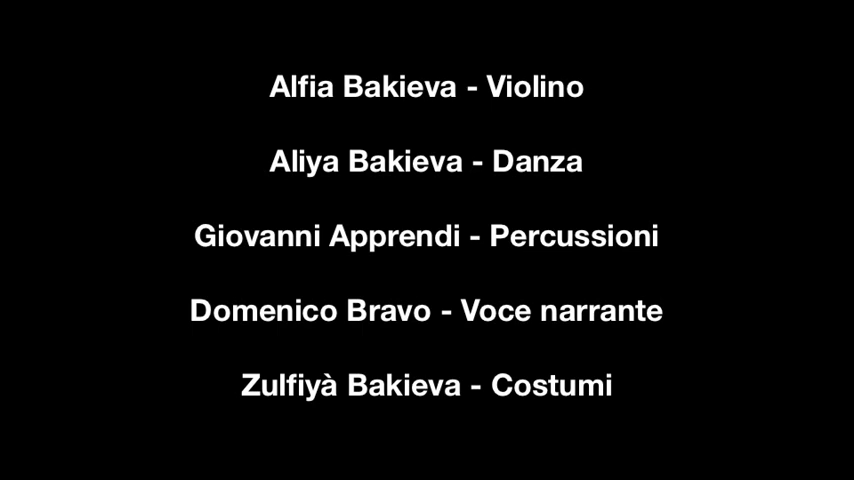 Alfia Bakieva - Violino
Aliya Bakieva - Danza
Giovanni Apprendi - Percussioni
Domenico Bravo - Voce narrante
Zulfiyà Bakieva - Costumi